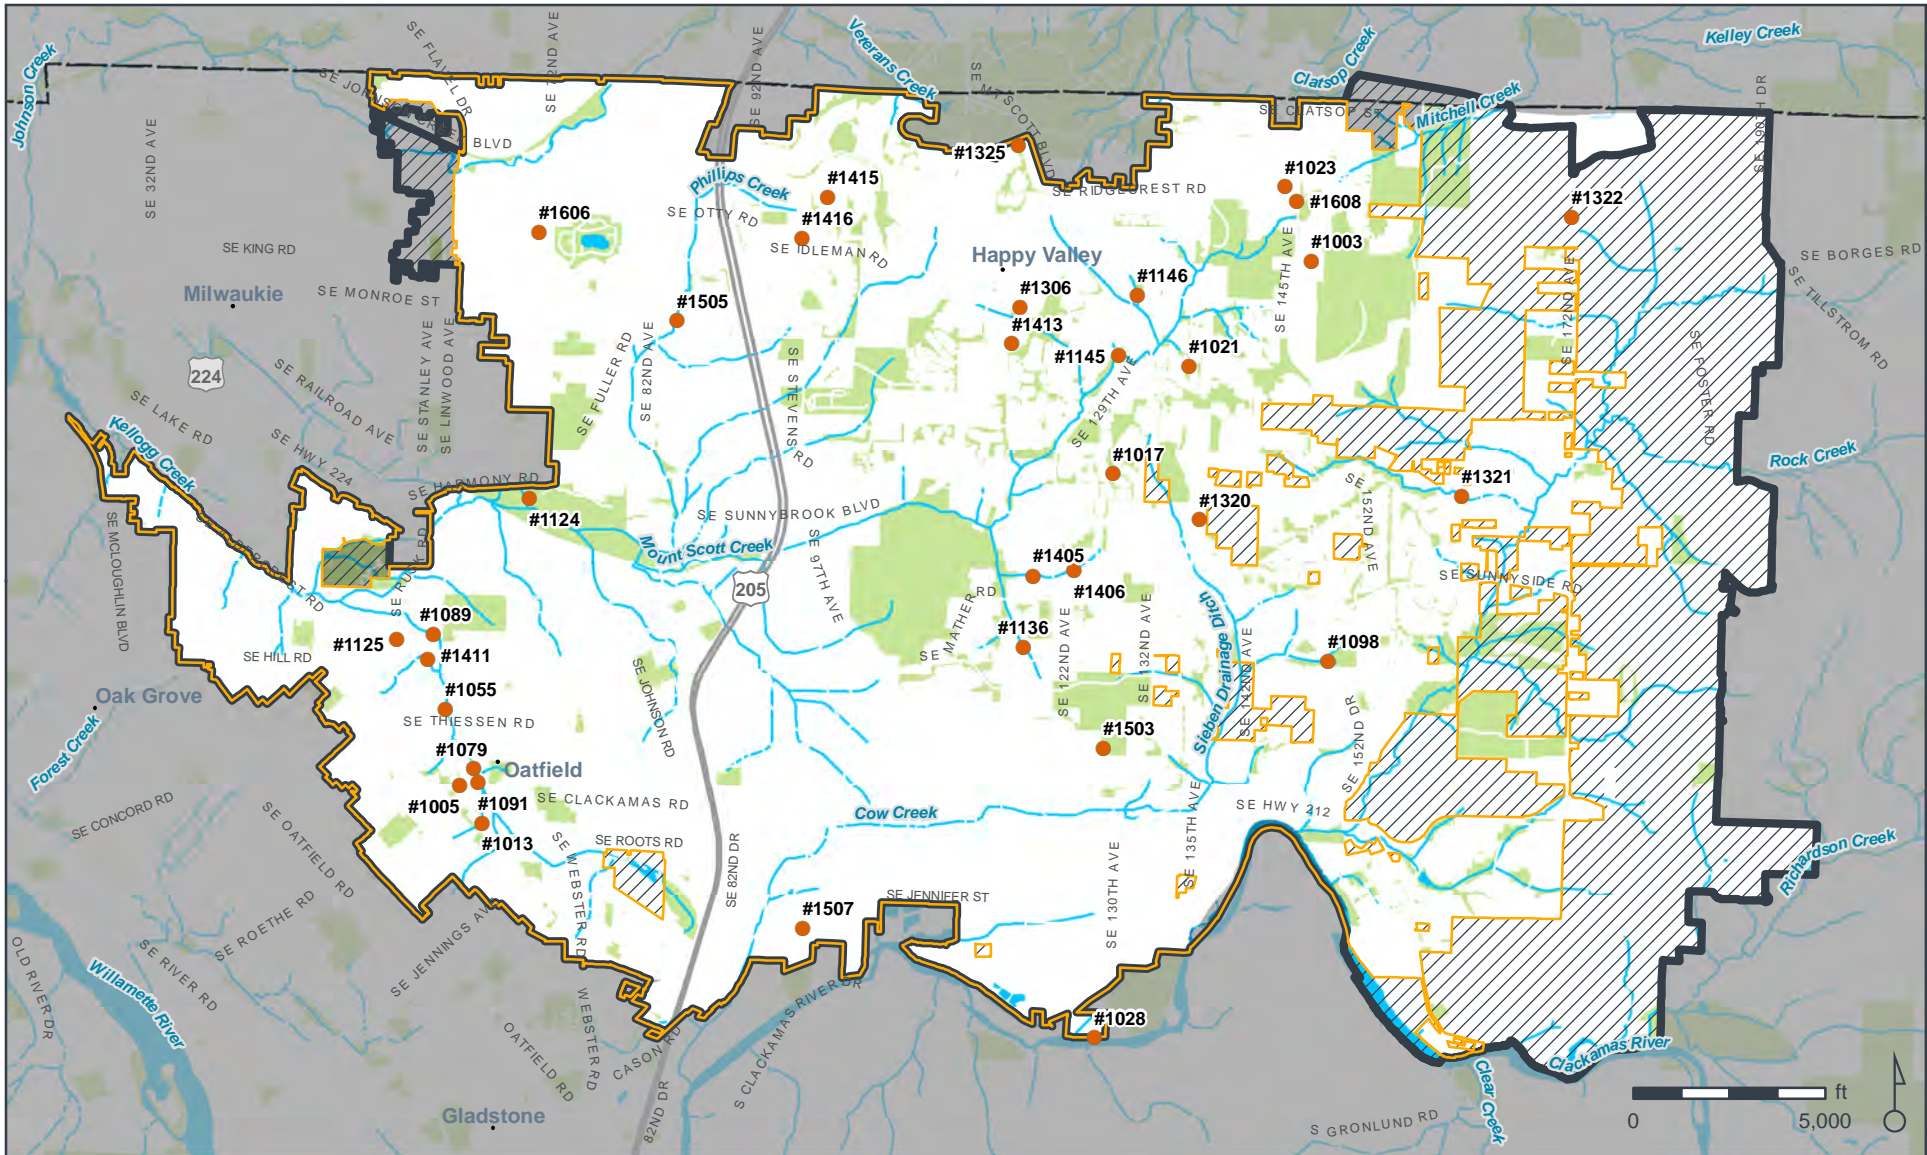 Johnson Creek
Veterans Creek
Clatsop Creek
Kelley Creek
Mitchell Creek
SE FLAVEL DR
SE 72ND AVE
SE 92ND AVE
SE MT SCOTT BLVD
SE CLATSOP ST
SE 190TH DR
SE 32ND AVE
SE JOHNSON CREEK BLVD
#1325
Phillips Creek
#1415
SE RIDGECREST RD
#1023
#1608
#1322
#1606
SE OTTY RD
#1416
SE IDLEMAN RD
#1003
SE KING RD
Happy Valley
SE 145TH AVE
SE BORGES RD
SE TILLSTROM RD
Milwaukie
SE MONROE ST
#1505
#1306
#1146
SE 172ND AVE
#1413
#1145
#1021
224
SE RAILROAD AVE
SE STANLEY AVE
SE LINWOOD AVE
SE FULLER RD
SE 82ND AVE
SE STEVENS RD
SE 129TH AVE
SE FOSTER RD
SE LAKE RD
SE HWY 224
Kellogg Creek
SE HARMONY RD
#1124
SE SUNNYBROOK BLVD
#1017
#1320
SE 152ND AVE
#1321
Rock Creek
SE MCLOUGHLIN BLVD
SE RUSK RD
Mount Scott Creek
SE 97TH AVE
205
#1405
#1406
SE SUNNYSIDE RD
#1089
#1125
#1411
SE HILL RD
SE MATHER RD
#1136
SE 122ND AVE
SE 132ND AVE
Sieben Drainage Ditch
SE 142ND AVE
#1098
Oak Grove
#1055
SE THIESSEN RD
SE JOHNSON RD
Forest Creek
#1503
SE 152ND DR
#1079
Oatfield
#1005
#1091
SE CLACKAMAS RD
Cow Creek
SE HWY 212
SE CONCORD RD
SE OATFIELD RD
#1013
SE WEBSTER RD
SE ROOTS RD
SE 82ND DR
SE 135TH AVE
SE 130TH AVE
Richardson Creek
SE JENNIFER ST
#1507
SE ROETHE RD
SE JENNINGS AVE
SE RIVER RD
OLD RIVER DR
Willamette River
WEBSTER RD
OATFIELD RD
CASON RD
S CLACKAMAS RIVER DR
#1028
Clackamas River
Clear Creek
82ND DR
Gladstone
S GRONLUND RD
ft
0 5,000